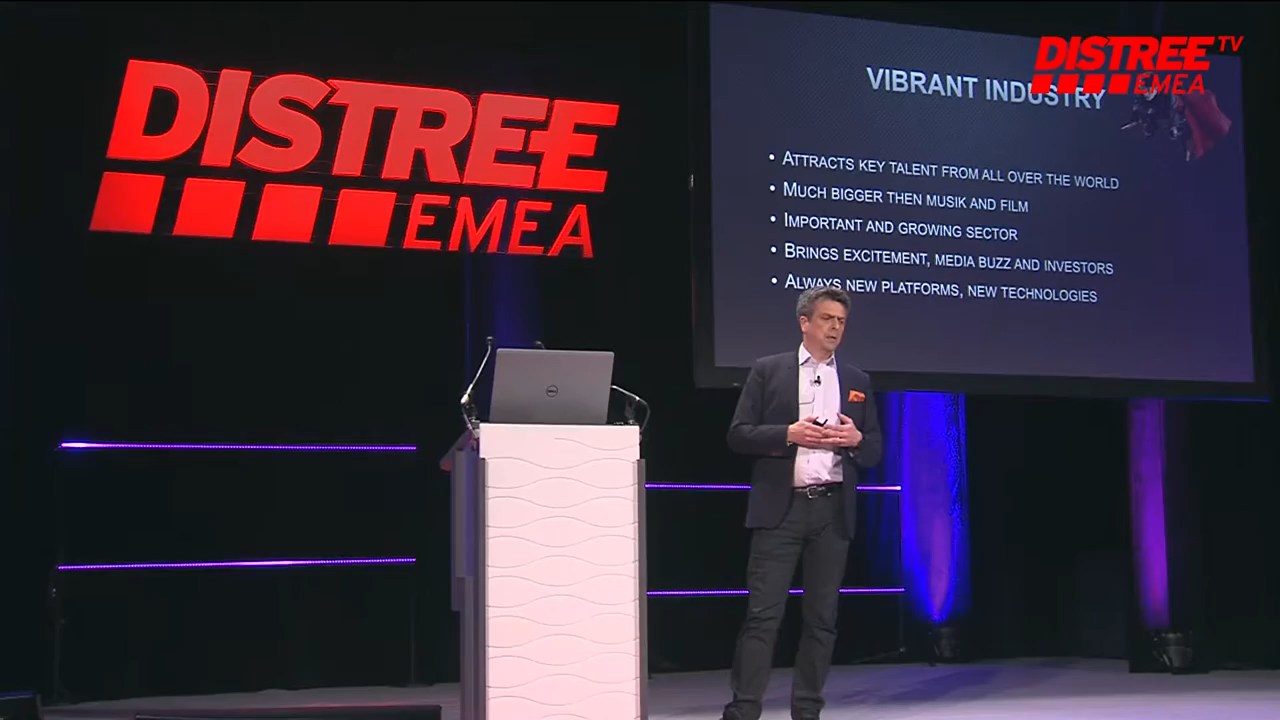 DISTREE
EMEA
DISTREE TV
EMEA
VIBRANT INDUSTRY
• ATTRACTS KEY TALENT FROM ALL OVER THE WORLD
• MUCH BIGGER THEN MUSIK AND FILM
• IMPORTANT AND GROWING SECTOR
• BRINGS EXCITEMENT, MEDIA BUZZ AND INVESTORS
• ALWAYS NEW PLATFORMS, NEW TECHNOLOGIES
DELL